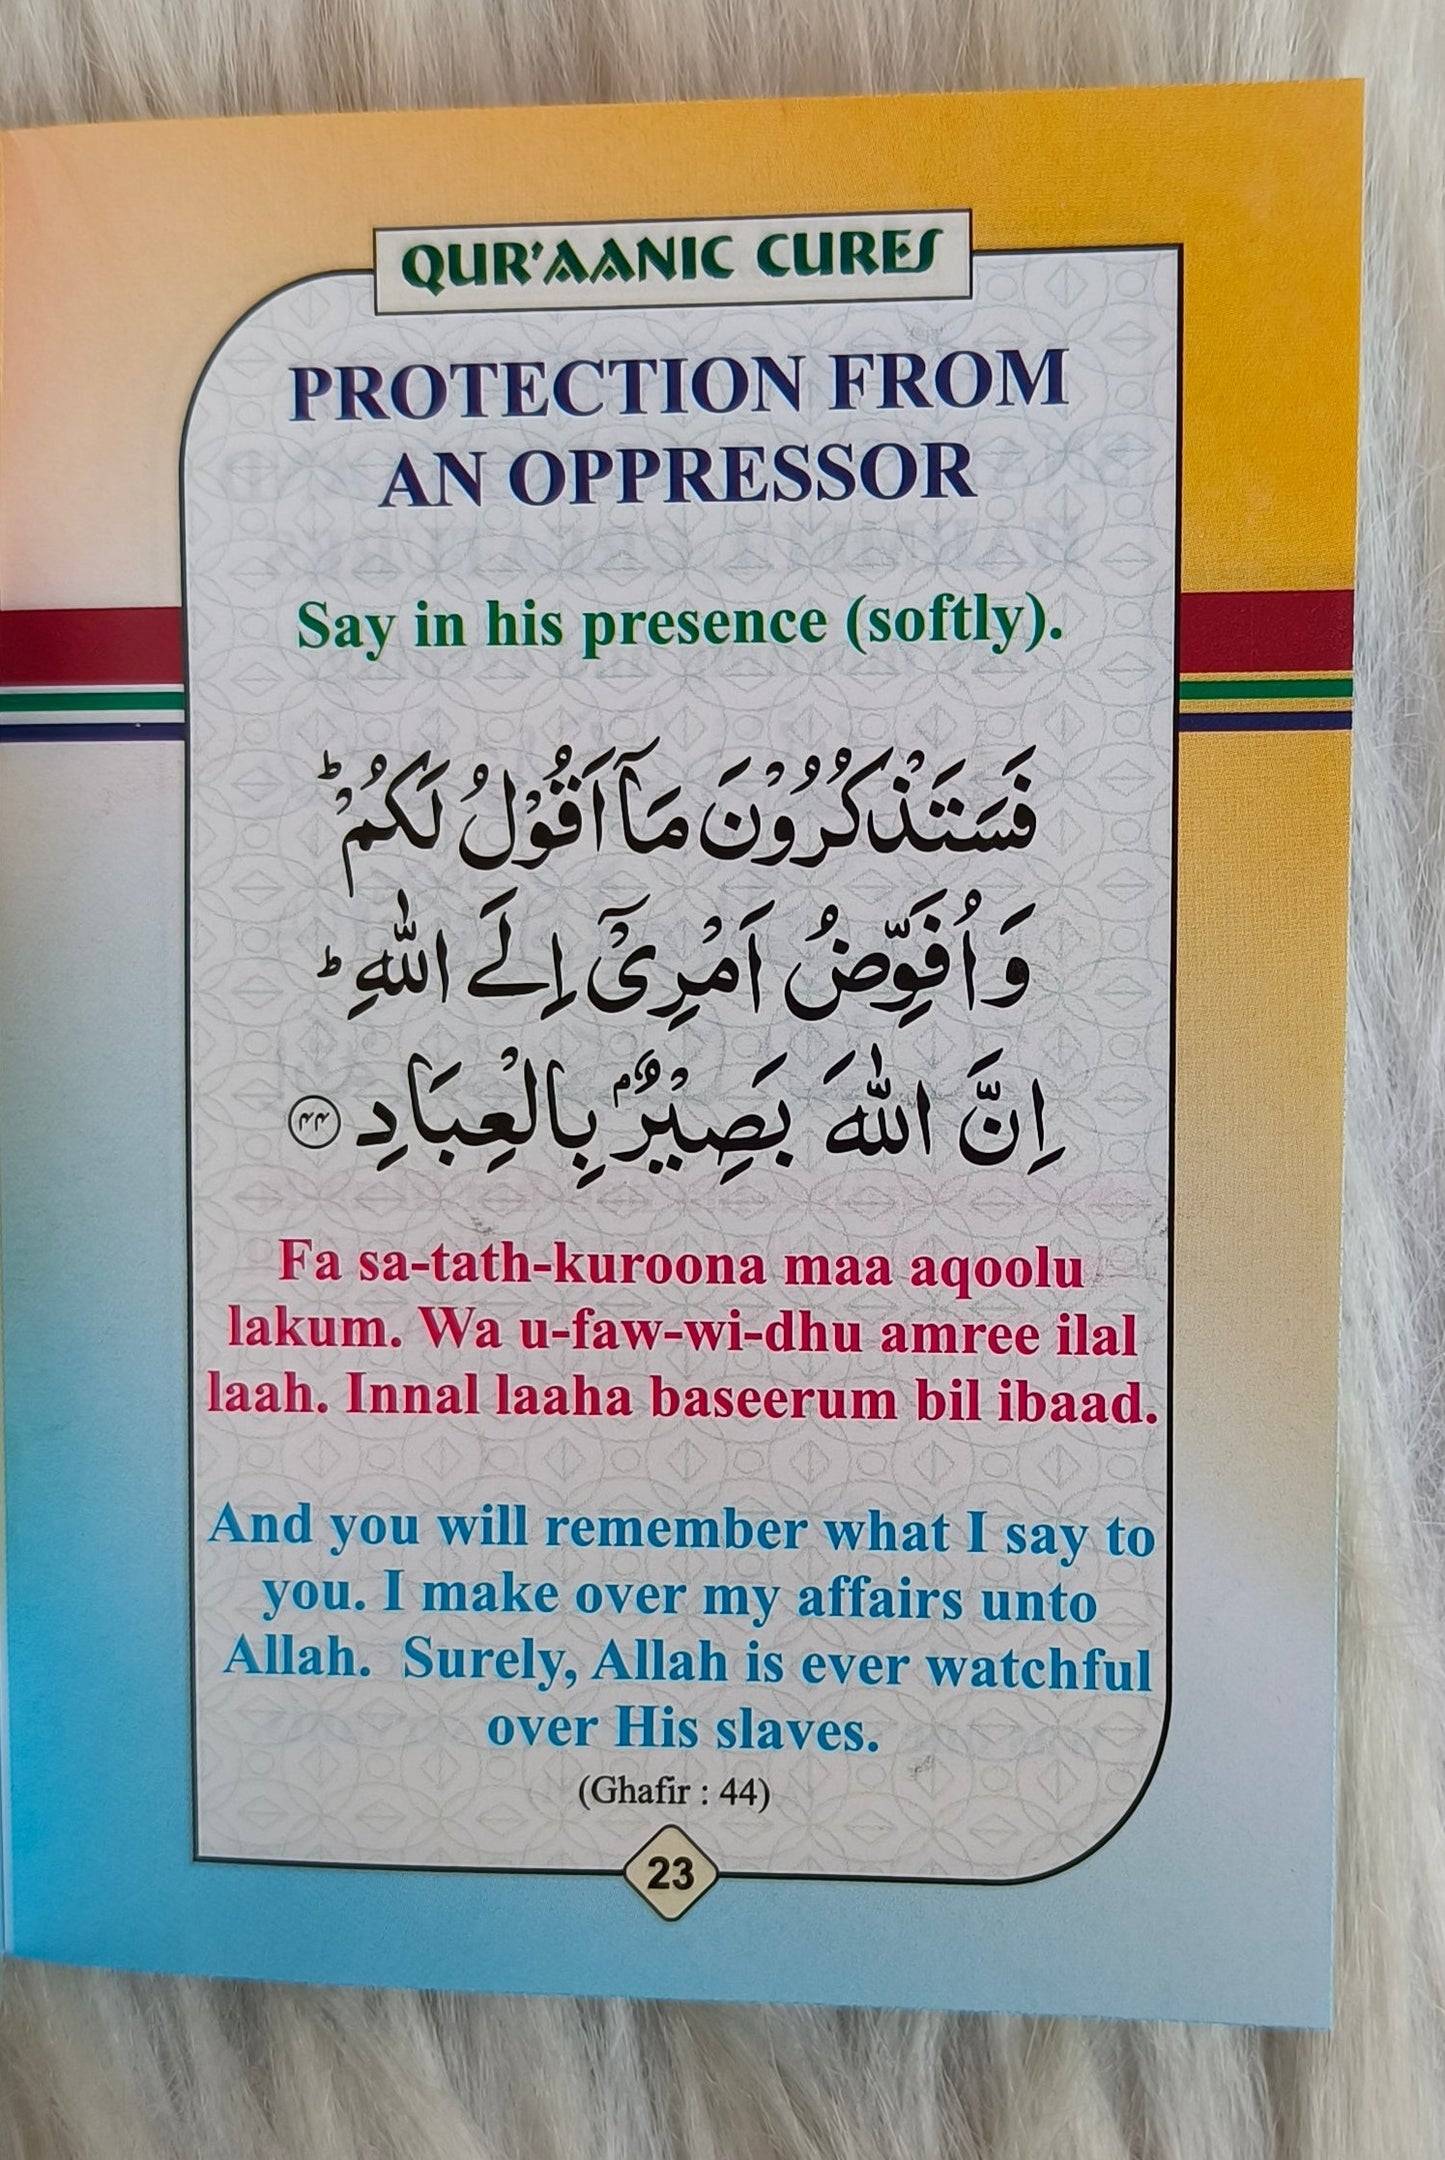 QUR'AANIC CURES
PROTECTION FROM
AN OPPRESSOR
Say in his presence (softly).
فَسَتَذْكُرُوْنَ مَآ اَقُوْلُ لَكُمْ ؕ
وَاُفَوِّضُ اَمْرِیْۤ اِلَی اللّٰهِ ؕ
اِنَّ اللّٰهَ بَصِیْرٌۢ بِالْعِبَادِ ۴۴
Fa sa-tath-kuroona maa aqoolu
lakum. Wa u-faw-wi-dhu amree ilal
laah. Innal laaha baseerum bil ibaad.
And you will remember what I say to
you. I make over my affairs unto
Allah. Surely, Allah is ever watchful
over His slaves.
(Ghafir : 44)
23